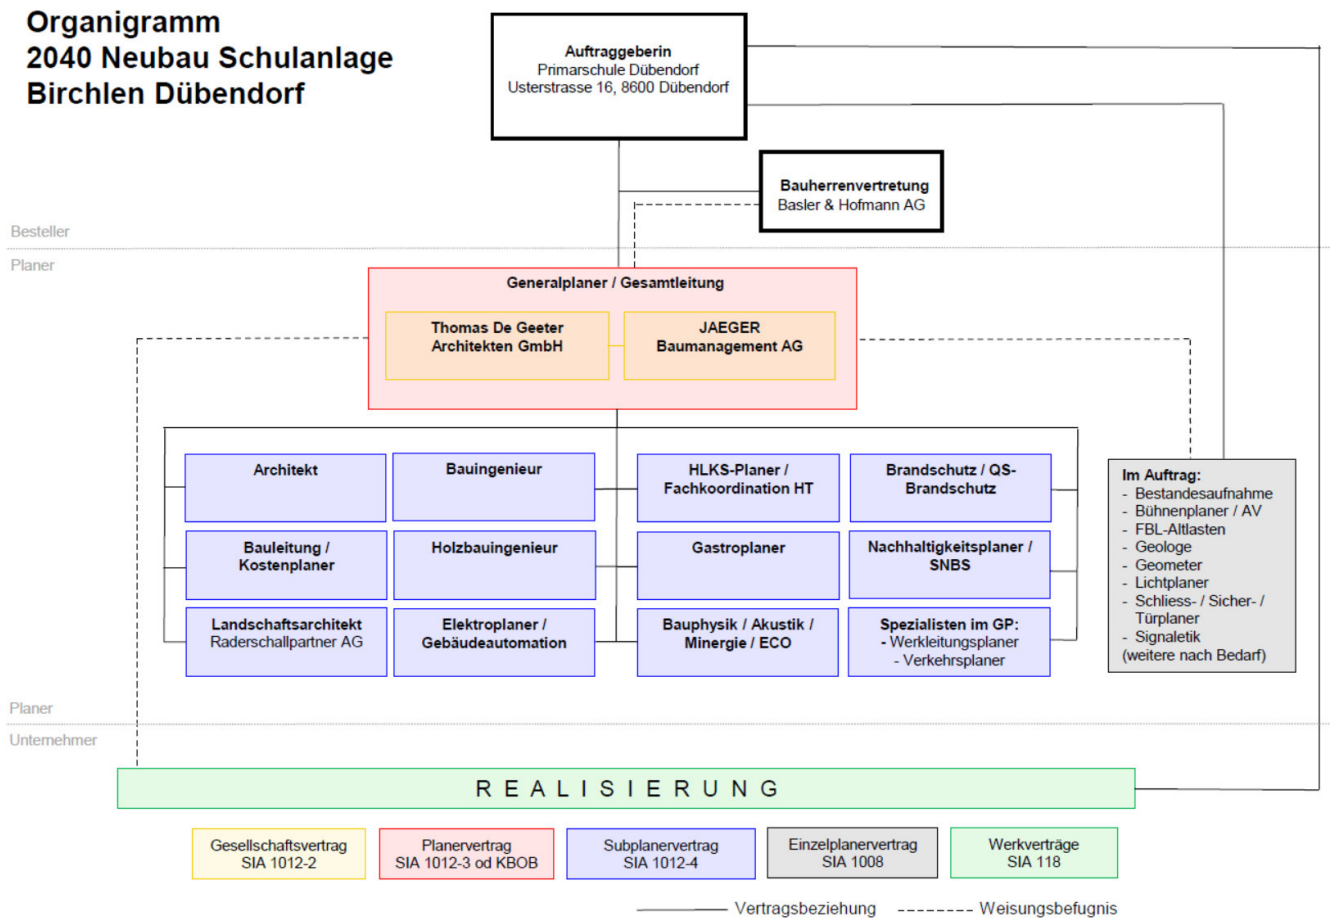 Organigramm
2040 Neubau Schulanlage
Birchlen Dübendorf
Auftraggeberin
Primarschule Dübendorf
Usterstrasse 16, 8600 Dübendorf
Bauherrenvertretung
Basler & Hofmann AG
Besteller
Planer
Generalplaner / Gesamtleitung
Thomas De Geeter
Architekten GmbH
JAEGER
Baumanagement AG
Architekt
Bauingenieur
HLKS-Planer /
Fachkoordination HT
Brandschutz / QS-
Brandschutz
Bauleitung /
Kostenplaner
Holzbauingenieur
Gastroplaner
Nachhaltigkeitsplaner /
SNBS
Landschaftsarchitekt
Raderschallpartner AG
Elektroplaner /
Gebäudeautomation
Bauphysik / Akustik /
Minergie / ECO
Spezialisten im GP:
- Werkleitungsplaner
- Verkehrsplaner
Im Auftrag:
- Bestandesaufnahme
- Bühnenplaner / AV
- FBL-Altlasten
- Geologe
- Geometer
- Lichtplaner
- Schliess- / Sicher- /
Türplaner
- Signaletik
(weitere nach Bedarf)
Planer
Unternehmer
REALISIERUNG
Gesellschaftsvertrag
SIA 1012-2
Planervertrag
SIA 1012-3 od KBOB
Subplanervertrag
SIA 1012-4
Einzelplanervertrag
SIA 1008
Werkverträge
SIA 118
Vertragsbeziehung
Weisungsbefugnis